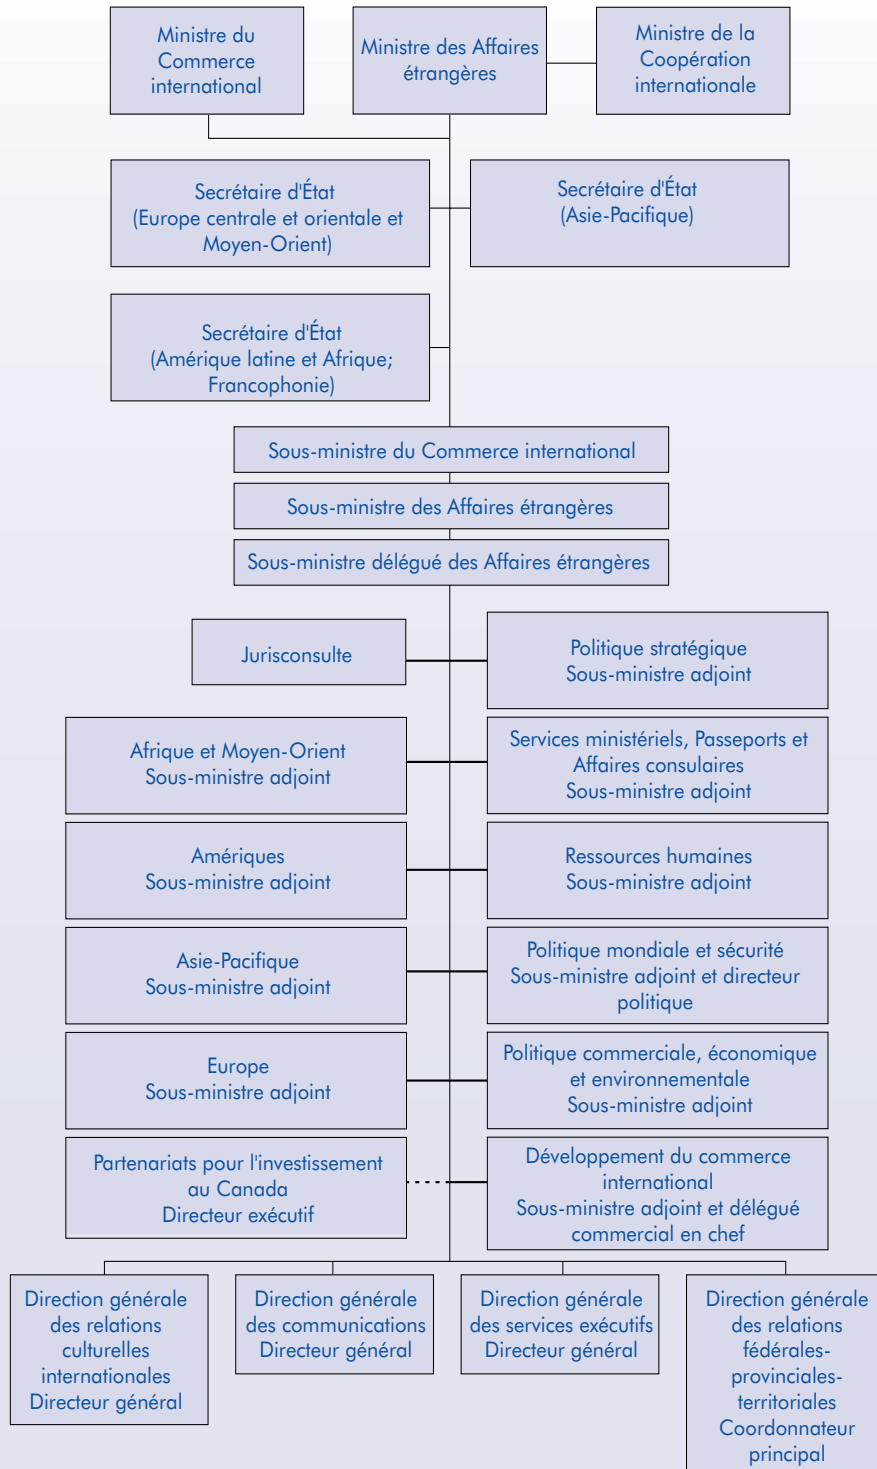 Ministre du
Commerce
international
Ministre des Affaires
étrangères
Ministre de la
Coopération
internationale
Secrétaire d'État
(Europe centrale et orientale et
Moyen-Orient)
Secrétaire d'État
(Asie-Pacifique)
Secrétaire d'État
(Amérique latine et Afrique;
Francophonie)
Sous-ministre du Commerce international
Sous-ministre des Affaires étrangères
Sous-ministre délégué des Affaires étrangères
Jurisconsulte
Politique stratégique
Sous-ministre adjoint
Afrique et Moyen-Orient
Sous-ministre adjoint
Services ministériels, Passeports et
Affaires consulaires
Sous-ministre adjoint
Amériques
Sous-ministre adjoint
Ressources humaines
Sous-ministre adjoint
Asie-Pacifique
Sous-ministre adjoint
Politique mondiale et sécurité
Sous-ministre adjoint et directeur
politique
Europe
Sous-ministre adjoint
Politique commerciale, économique
et environnementale
Sous-ministre adjoint
Partenariats pour l'investissement
au Canada
Directeur exécutif
Développement du commerce
international
Sous-ministre adjoint et délégué
commercial en chef
Direction générale
des relations
culturelles
internationales
Directeur général
Direction générale
des communications
Directeur général
Direction générale
des services exécutifs
Directeur général
Direction générale
des relations
fédérales-
provinciales-
territoriales
Coordonnateur
principal